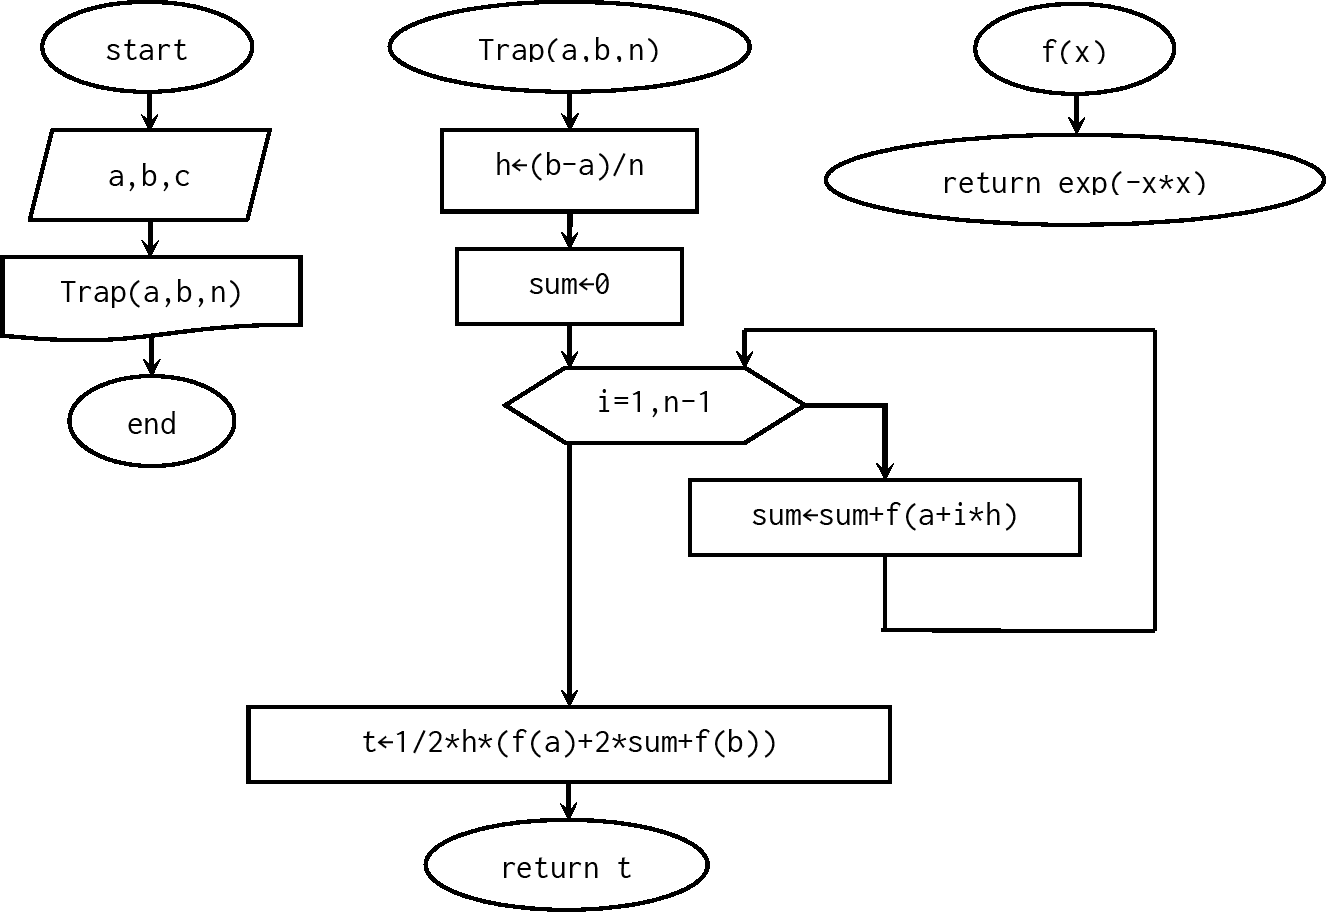 start
a,b,c
Trap(a,b,n)
end
Trap(a,b,n)
h←(b-a)/n
sum←0
i=1,n-1
sum←sum+f(a+i*h)
t←1/2*h*(f(a)+2*sum+f(b))
return t
f(x)
return exp(-x*x)